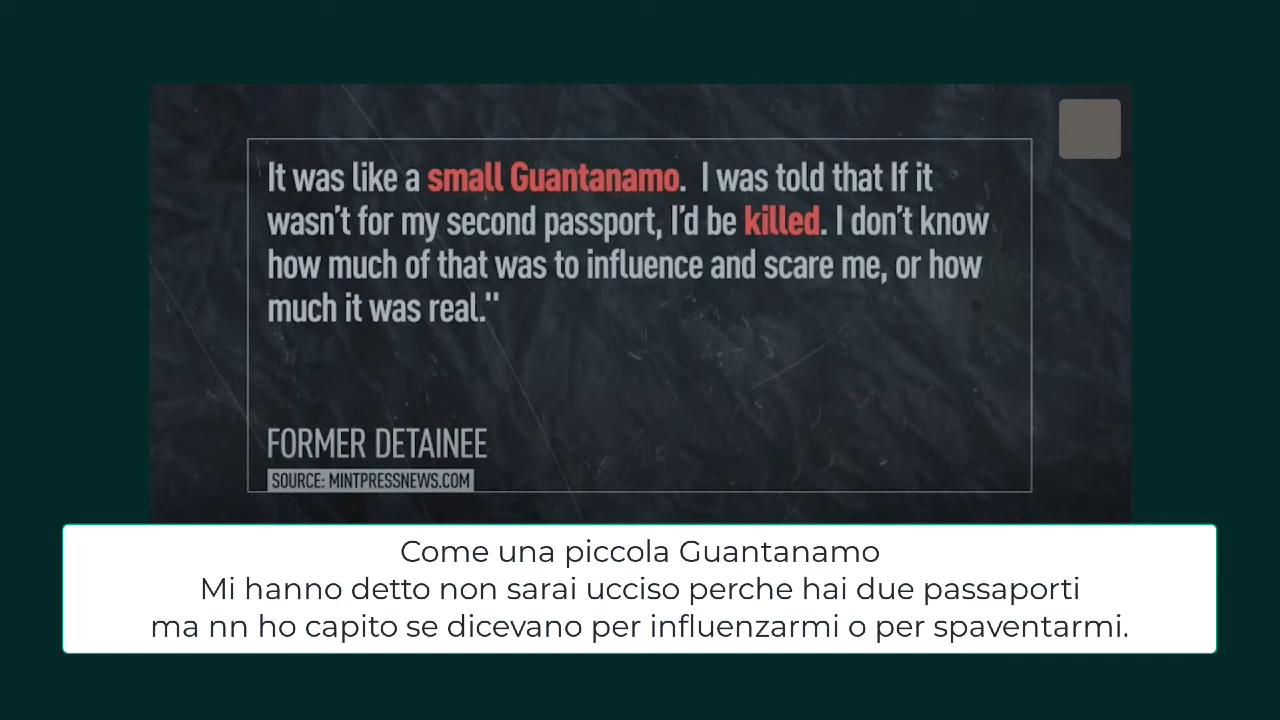 It was like a small Guantanamo. I was told that If it
wasn't for my second passport, I'd be killed. I don't know
how much of that was to influence and scare me, or how
much it was real."
FORMER DETAINEE
SOURCE: MINTPRESSNEWS.COM
Come una piccola Guantanamo
Mi hanno detto non sarai ucciso perche hai due passaporti
ma nn ho capito se dicevano per influenzarmi o per spaventarmi.